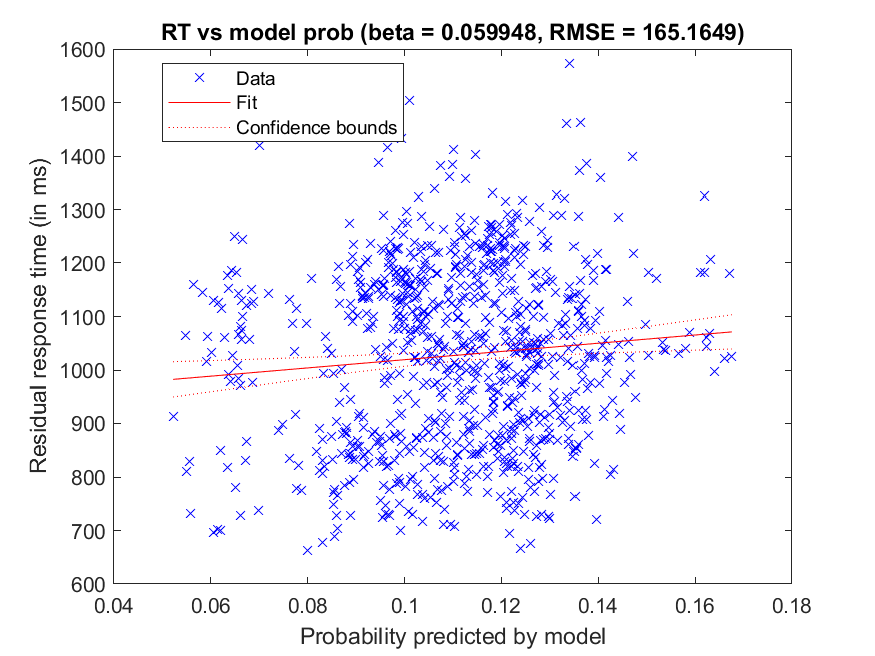 RT vs model prob (beta = 0.059948, RMSE = 165.1649)
1600
1500
1400
1300
1200
1100
1000
900
800
700
600
Residual response time (in ms)
Data
Fit
Confidence bounds
0.04 0.06 0.08 0.1 0.12 0.14 0.16 0.18
Probability predicted by model